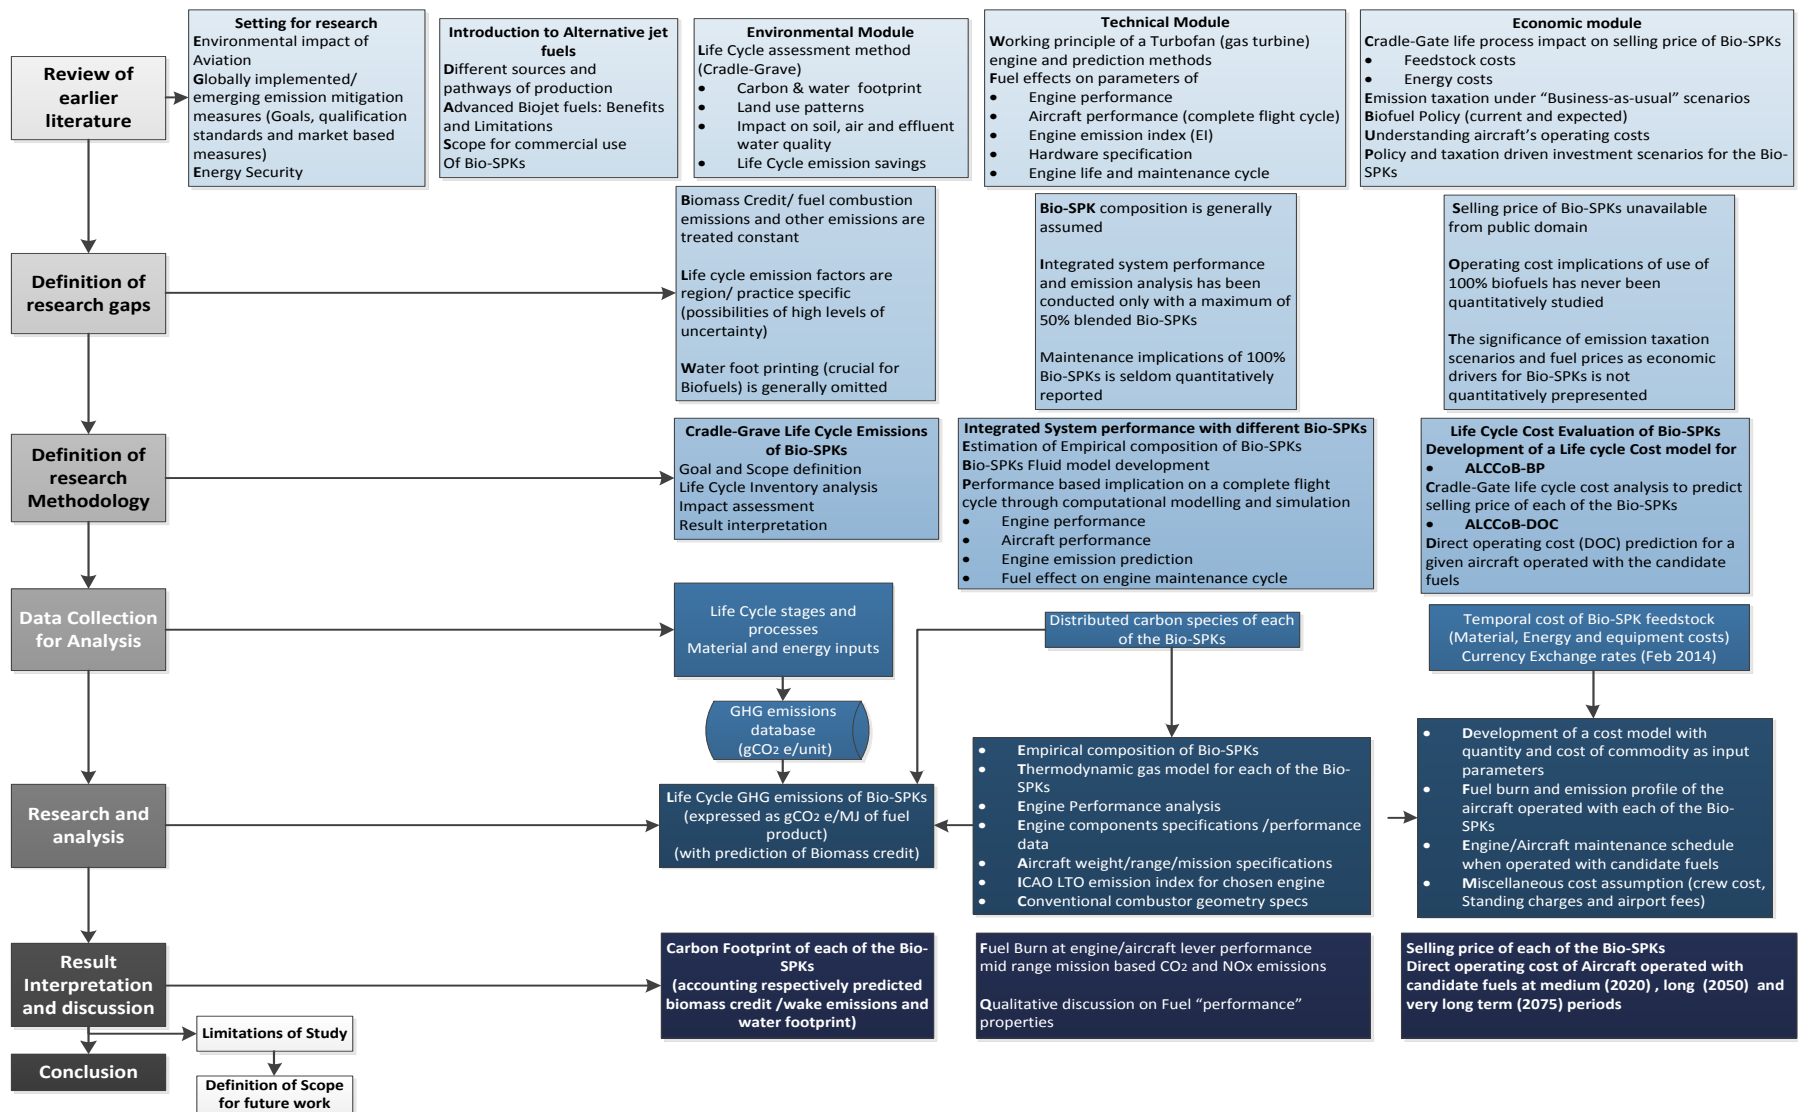 Review of
earlier
literature
Setting for research
Environmental impact of
Aviation
Globally implemented/
emerging emission mitigation
measures (Goals, qualification
standards and market based
measures)
Energy Security
Introduction to Alternative jet
fuels
Different sources and
pathways of production
Advanced Biojet fuels: Benefits
and Limitations
Scope for commercial use
Of Bio-SPKs
Environmental Module
Life Cycle assessment method
(Cradle-Grave)
• Carbon & water footprint
• Land use patterns
• Impact on soil, air and effluent
water quality
• Life Cycle emission savings
Technical Module
Working principle of a Turbofan (gas turbine)
engine and prediction methods
Fuel effects on parameters of
• Engine performance
• Aircraft performance (complete flight cycle)
• Engine emission index (EI)
• Hardware specification
• Engine life and maintenance cycle
Economic module
Cradle-Gate life process impact on selling price of Bio-SPKs
• Feedstock costs
• Energy costs
Emission taxation under “Business-as-usual” scenarios
Biofuel Policy (current and expected)
Understanding aircraft’s operating costs
Policy and taxation driven investment scenarios for the Bio-
SPKs
Definition of
research gaps
Biomass Credit/ fuel combustion
emissions and other emissions are
treated constant
Life cycle emission factors are
region/ practice specific
(possibilities of high levels of
uncertainty)
Water foot printing (crucial for
Biofuels) is generally omitted
Bio-SPK composition is generally
assumed
Integrated system performance
and emission analysis has been
conducted only with a maximum of
50% blended Bio-SPKs
Maintenance implications of 100%
Bio-SPKs is seldom quantitatively
reported
Selling price of Bio-SPKs unavailable
from public domain
Operating cost implications of use of
100% biofuels has never been
quantitatively studied
The significance of emission taxation
scenarios and fuel prices as economic
drivers for Bio-SPKs is not
quantitatively prepresented
Definition of
research
Methodology
Cradle-Grave Life Cycle Emissions
of Bio-SPKs
Goal and Scope definition
Life Cycle Inventory analysis
Impact assessment
Result interpretation
Integrated System performance with different Bio-SPKs
Estimation of Empirical composition of Bio-SPKs
Bio-SPKs Fluid model development
Performance based implication on a complete flight
cycle through computational modelling and simulation
• Engine performance
• Aircraft performance
• Engine emission prediction
• Fuel effect on engine maintenance cycle
Life Cycle Cost Evaluation of Bio-SPKs
Development of a Life cycle Cost model for
• ALCCoB-BP
Cradle-Gate life cycle cost analysis to predict
selling price of each of the Bio-SPKs
• ALCCoB-DOC
Direct operating cost (DOC) prediction for a
given aircraft operated with the candidate
fuels
Data Collection
for Analysis
Life Cycle stages and
processes
Material and energy inputs
Distributed carbon species of each
of the Bio-SPKs
Temporal cost of Bio-SPK feedstock
(Material, Energy and equipment costs)
Currency Exchange rates (Feb 2014)
GHG emissions
database
(gCO2 e/unit)
Research and
analysis
Life Cycle GHG emissions of Bio-SPKs
(expressed as gCO2 e/MJ of fuel
product)
(with prediction of Biomass credit)
• Empirical composition of Bio-SPKs
• Thermodynamic gas model for each of the Bio-
SPKs
• Engine Performance analysis
• Engine components specifications /performance
data
• Aircraft weight/range/mission specifications
• ICAO LTO emission index for chosen engine
• Conventional combustor geometry specs
• Development of a cost model with
quantity and cost of commodity as input
parameters
• Fuel burn and emission profile of the
aircraft operated with each of the Bio-
SPKs
• Engine/Aircraft maintenance schedule
when operated with candidate fuels
• Miscellaneous cost assumption (crew cost,
Standing charges and airport fees)
Result
Interpretation
and discussion
Carbon Footprint of each of the Bio-
SPKs
(accounting respectively predicted
biomass credit /wake emissions and
water footprint)
Fuel Burn at engine/aircraft lever performance
mid range mission based CO2 and NOx emissions
Qualitative discussion on Fuel “performance”
properties
Selling price of each of the Bio-SPKs
Direct operating cost of Aircraft operated with
candidate fuels at medium (2020) , long (2050) and
very long term (2075) periods
Limitations of Study
Conclusion
Definition of Scope
for future work